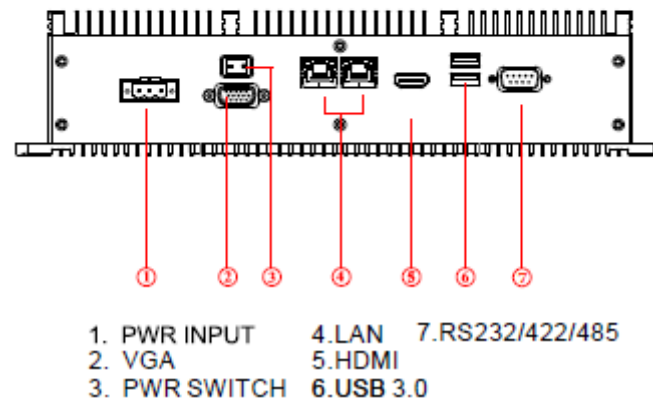 ① ② ③ ④ ⑤ ⑥ ⑦
1. PWR INPUT 4.LAN 7.RS232/422/485
2. VGA 5.HDMI
3. PWR SWITCH 6.USB 3.0